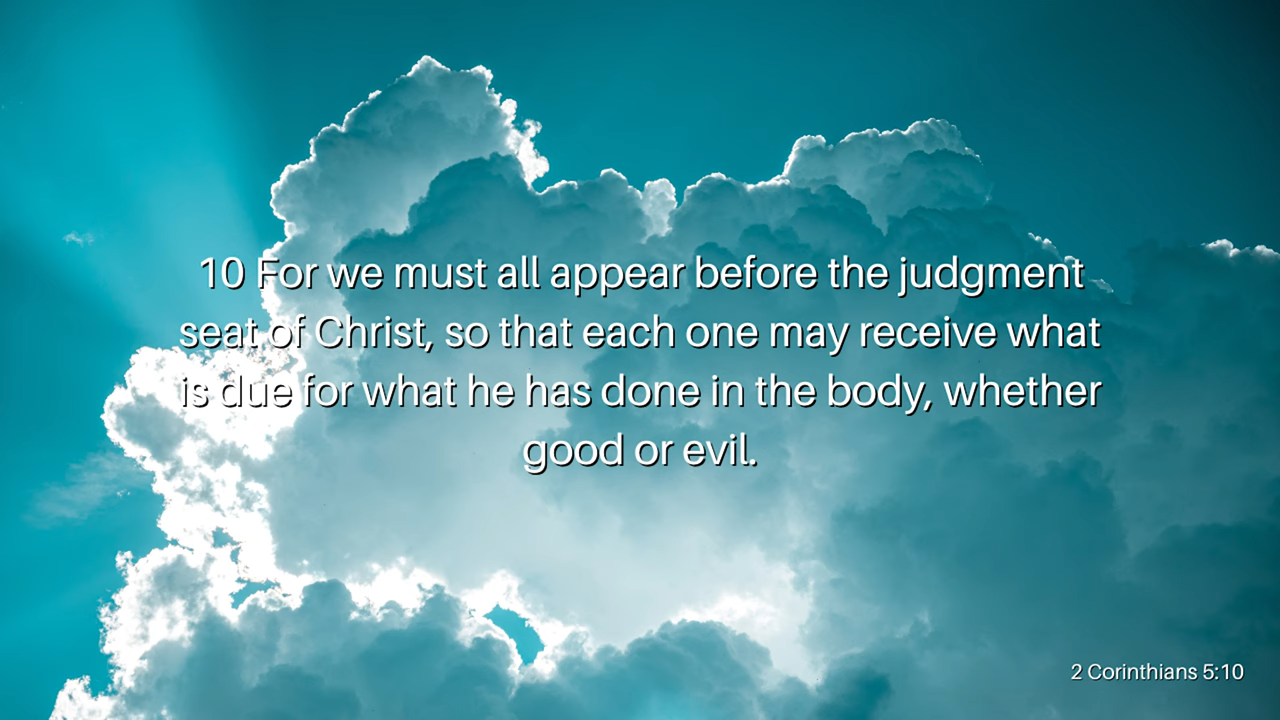 10 For we must all appear before the judgment
seat of Christ, so that each one may receive what
is due for what he has done in the body, whether
good or evil.
2 Corinthians 5:10